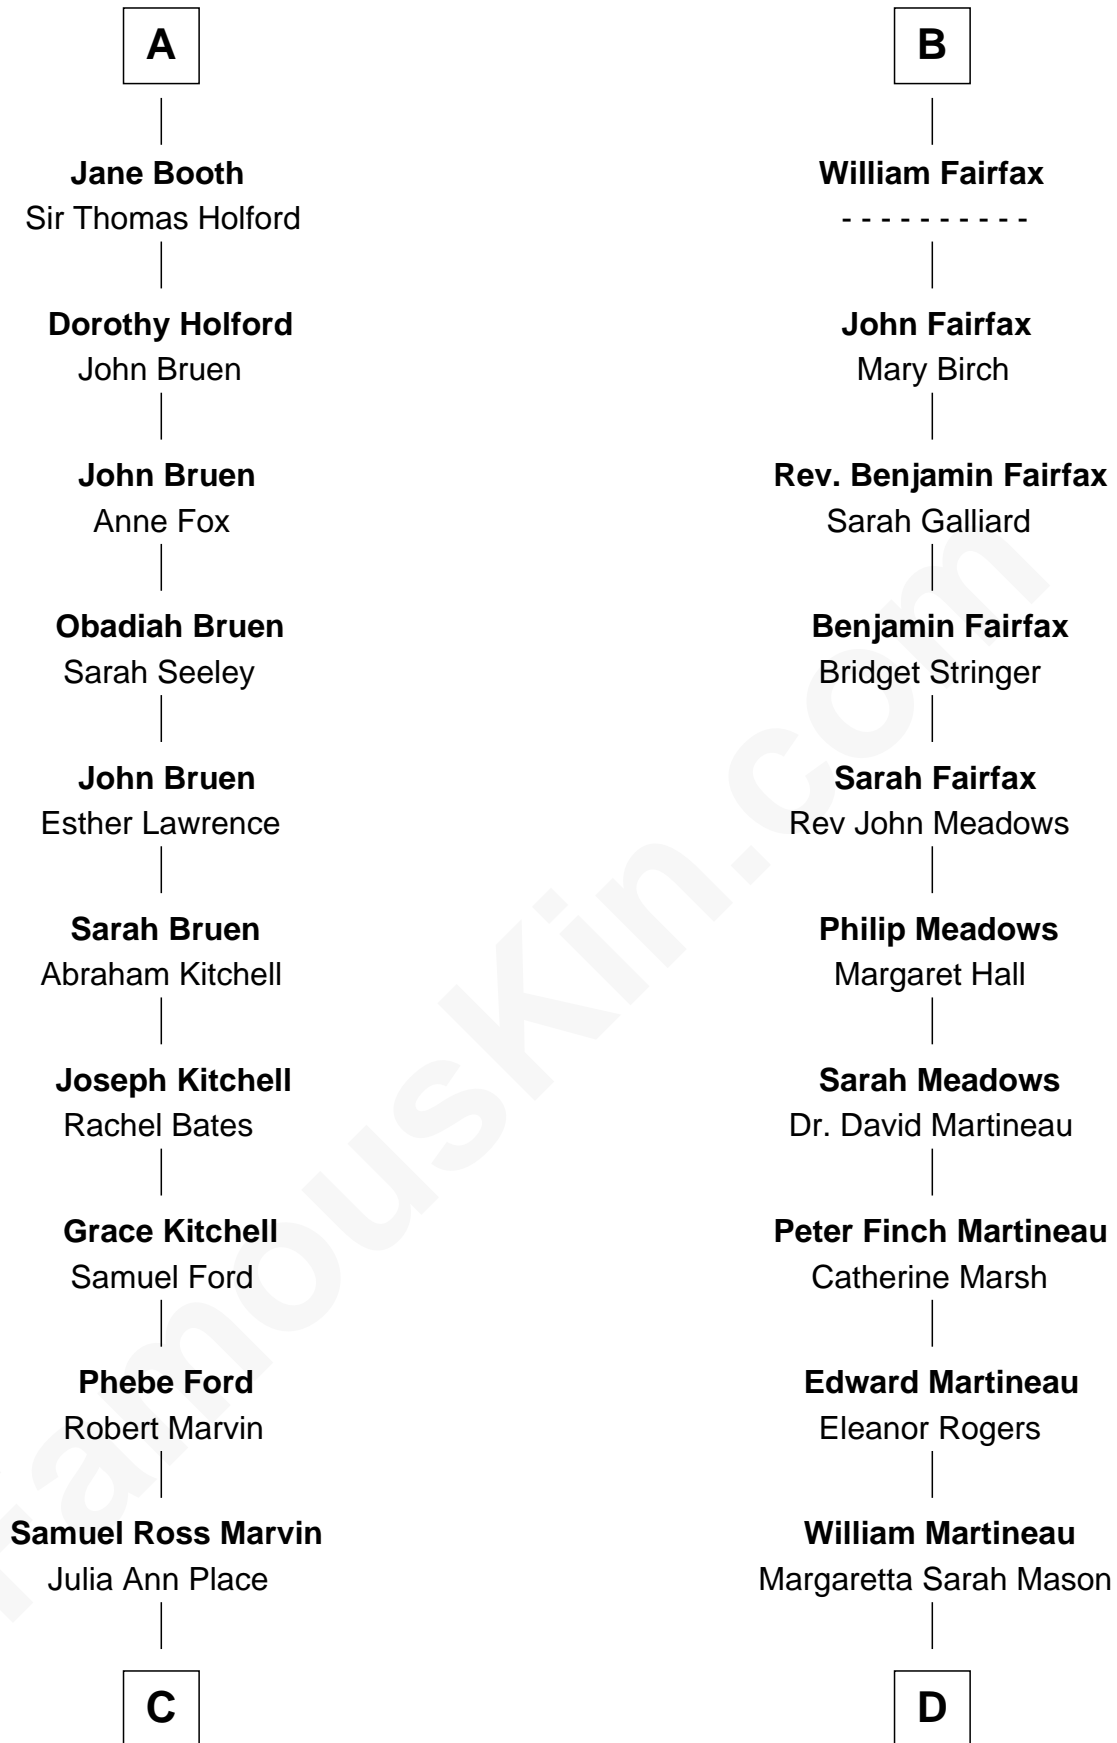 A
Jane Booth
Sir Thomas Holford
Dorothy Holford
John Bruen
John Bruen
Anne Fox
Obadiah Bruen
Sarah Seeley
John Bruen
Esther Lawrence
Sarah Bruen
Abraham Kitchell
Joseph Kitchell
Rachel Bates
Grace Kitchell
Samuel Ford
Phebe Ford
Robert Marvin
Samuel Ross Marvin
Julia Ann Place
C
B
William Fairfax
- - - - - - - - - -
John Fairfax
Mary Birch
Rev. Benjamin Fairfax
Sarah Galliard
Benjamin Fairfax
Bridget Stringer
Sarah Fairfax
Rev John Meadows
Philip Meadows
Margaret Hall
Sarah Meadows
Dr. David Martineau
Peter Finch Martineau
Catherine Marsh
Edward Martineau
Eleanor Rogers
William Martineau
Margaretta Sarah Mason
D
FamousKin.com